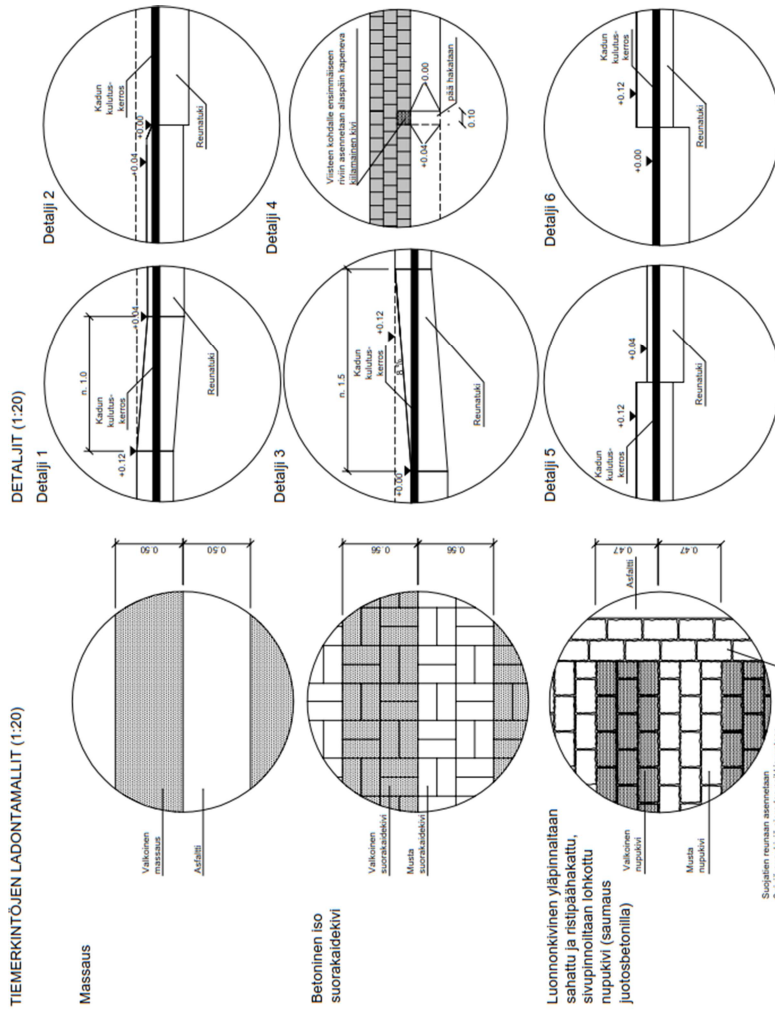 TIEMERKINTÖJEN LADONTAMALLIT (1:20)
Massaus
Valkoinen
massaus
Asfaltti
0.50
0.50
Betoninen iso
suorakaidekivi
Valkoinen
suorakaidekivi
Musta
suorakaidekivi
0.56
0.56
Luonnonkivinen yläpinnaltaan
sahattu ja ristipäähakattu,
sivupinnoiltaan lohkottu
nupukivi (saumaus
juotosbetonilla)
Valkoinen
nupukivi
Musta
nupukivi
Asfaltti
0.47
0.47
Suojatien reunaan asennetaan
DETALJIT (1:20)
Detalji 1
n. 1.0
+0.12
Kadun
kulutus-
kerros
+0.04
Reunatuki
Detalji 2
+0.04
+0.00
Kadun
kulutus-
kerros
Reunatuki
Detalji 3
n. 1.5
+0.00
Kadun
kulutus-
kerros
8 %
+0.12
Reunatuki
Detalji 4
Viisteen kohdalle ensimmäiseen
riviin asennetaan alaspäin kapeneva
kiilamainen kivi
+0.04
0.00
pää hakataan
0.10
Detalji 5
Kadun
kulutus-
kerros
+0.12
+0.04
Reunatuki
Detalji 6
+0.00
+0.12
Kadun
kulutus-
kerros
Reunatuki